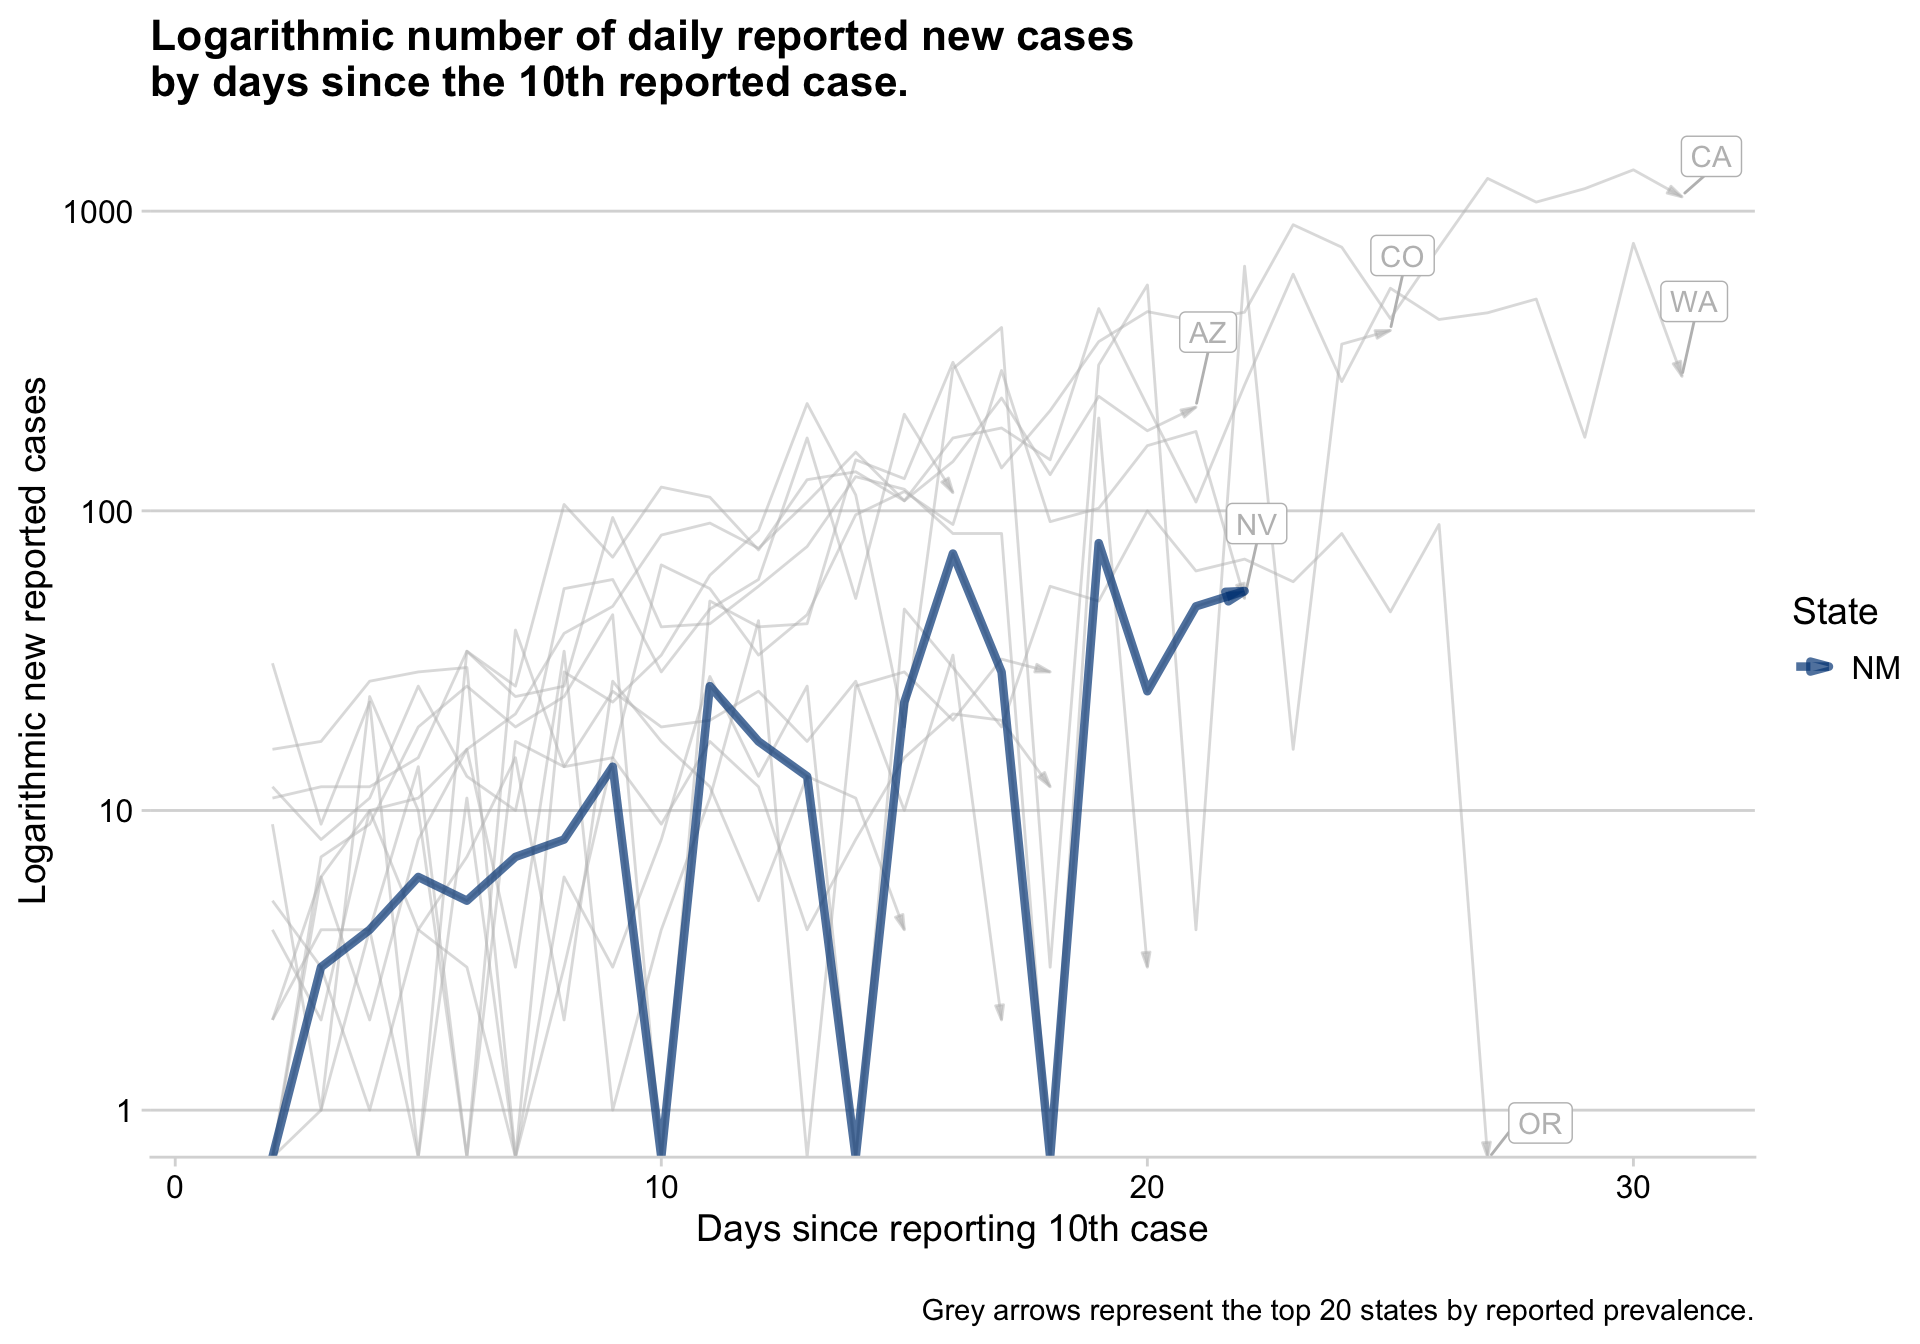 Logarithmic number of daily reported new cases
by days since the 10th reported case.
Logarithmic new reported cases
1000
100
10
1
CA
CO
WA
AZ
NV
OR
State
NM
0
10
20
30
Days since reporting 10th case
Grey arrows represent the top 20 states by reported prevalence.